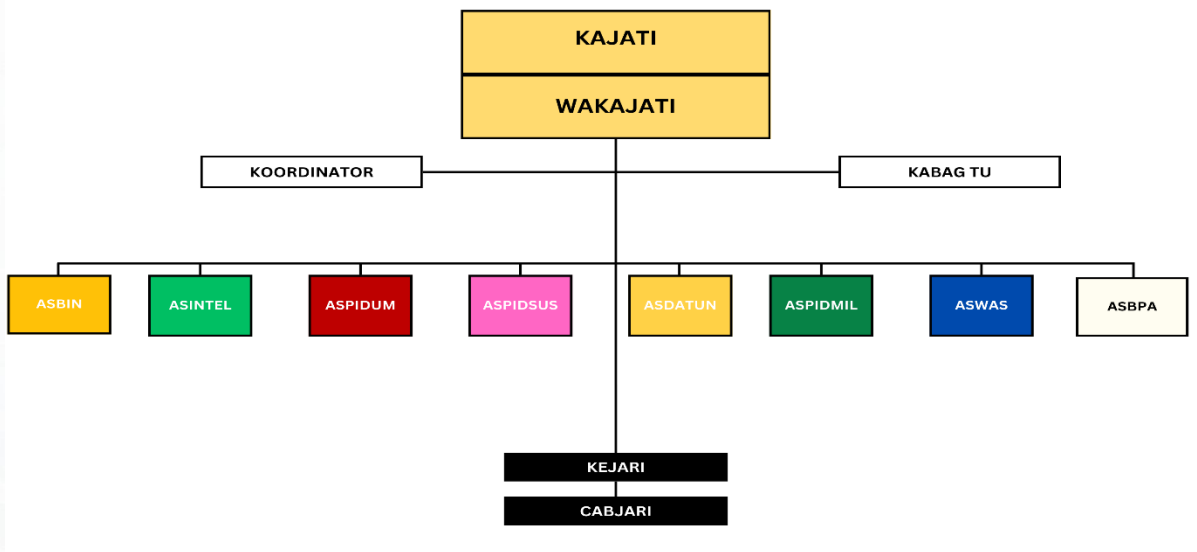 KAJATI
WAKAJATI
KOORDINATOR
KABAG TU
ASBIN
ASINTEL
ASPIDUM
ASPIDSUS
ASDATUN
ASPIDMIL
ASWAS
ASBPA
KEJARI
CABJARI